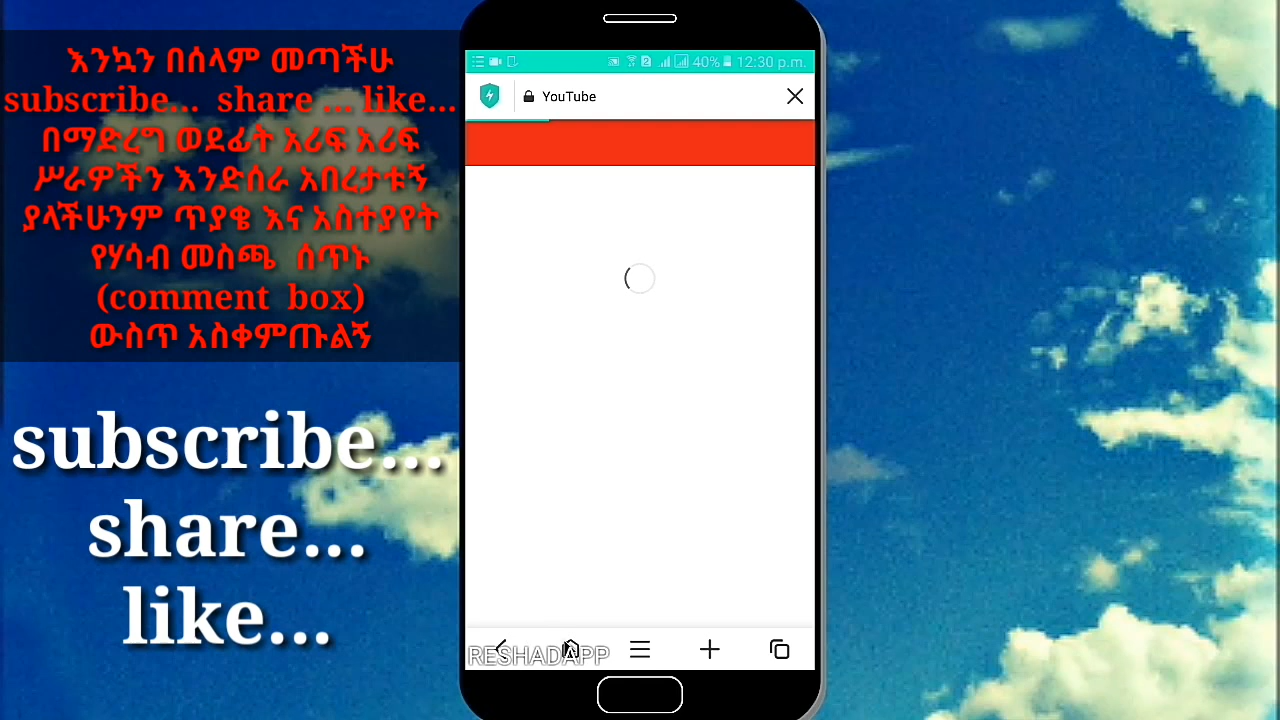 እንኳን በሰላም መጣችሁ
subscribe... share ... like...
በማድረግ ወደፊት አሪፍ አሪፍ
ሥራዎችን እንድሰራ አበረታቱኝ
ያላችሁንም ጥያቄ እና አስተያየት
የሃሳብ መስጫ ሰጥኑ
(comment box)
ውስጥ አስቀምጡልኝ
subscribe...
share...
like...
2 40% 12:30 p.m.
YouTube
RESHADAPP